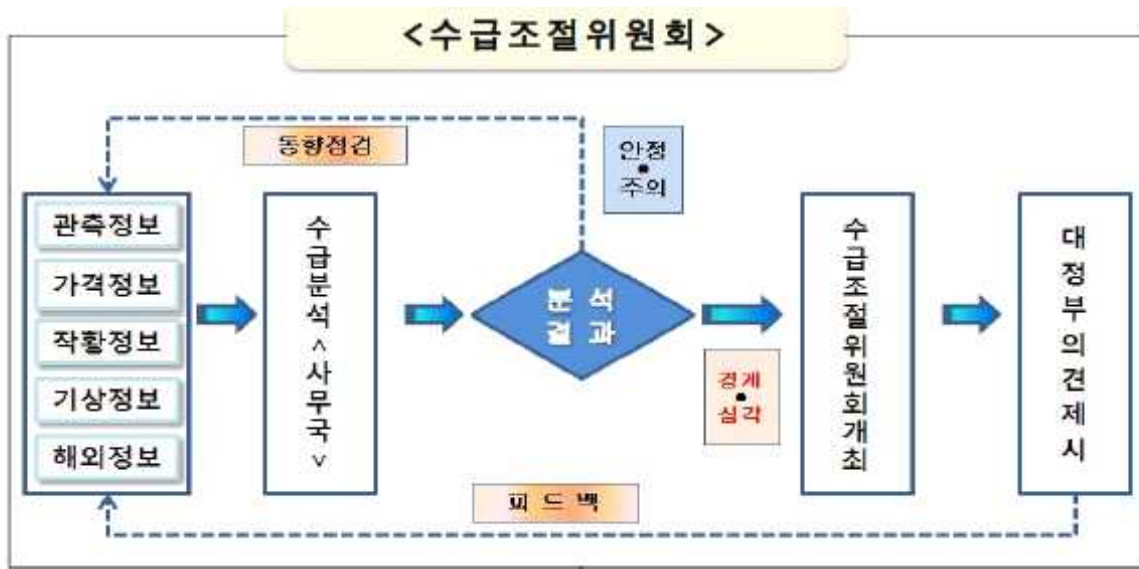 <수급조절위원회>
동향점검
안정
•
주의
관측정보
가격정보
작황정보
기상정보
해외정보
수급분석<사무국>
분석
결과
경계
•
심각
수급조절위원회개최
대정부의견제시
피드백